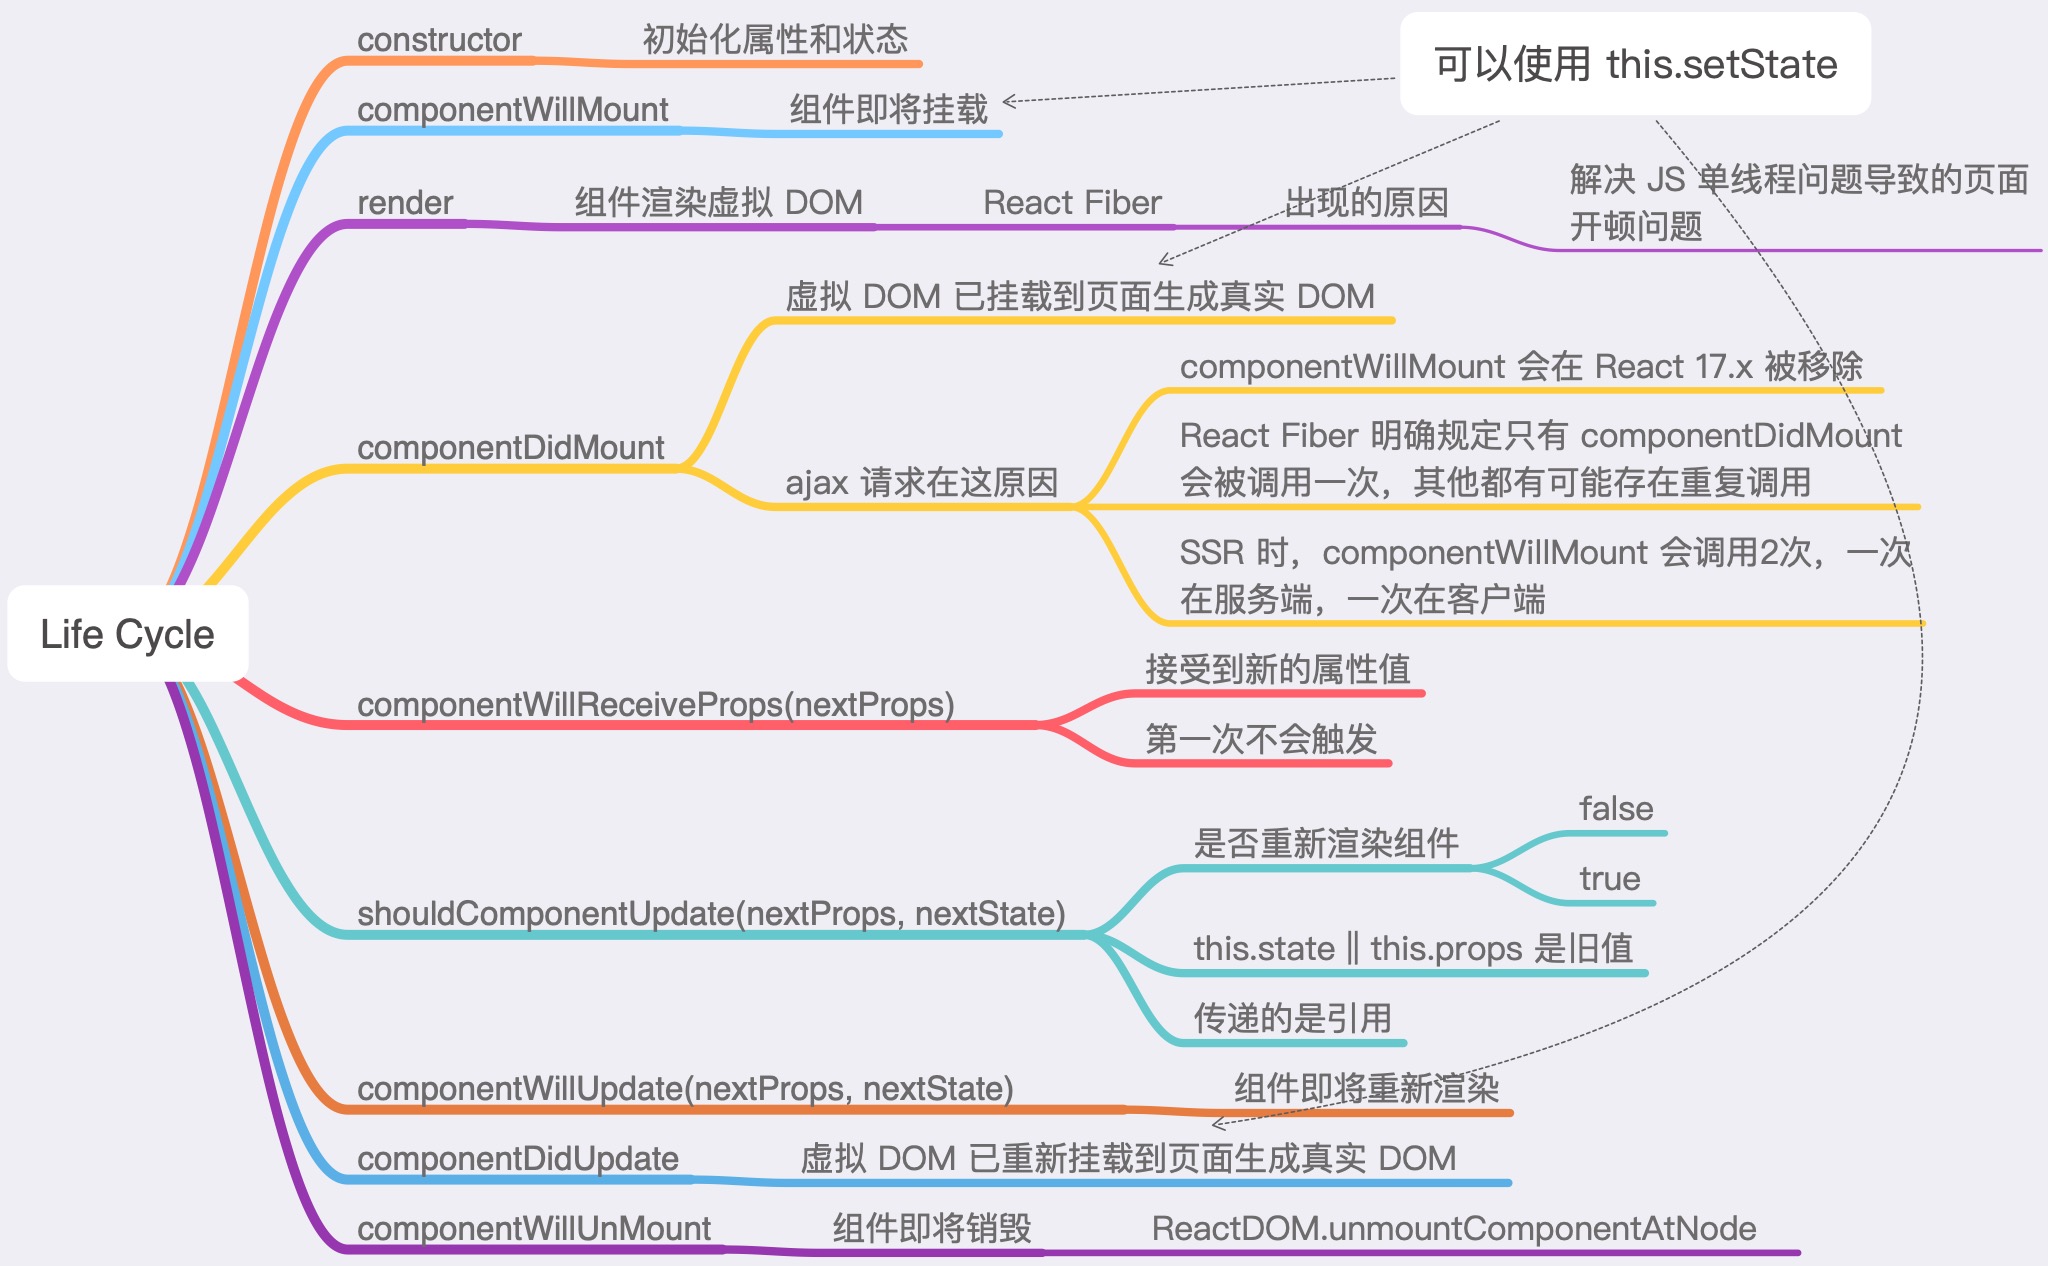 constructor
初始化属性和状态
可以使用 this.setState
componentWillMount
组件即将挂载
render
组件渲染虚拟 DOM
React Fiber
出现的原因
解决 JS 单线程问题导致的页面
开顿问题
componentDidMount
虚拟 DOM 已挂载到页面生成真实 DOM
ajax 请求在这原因
componentWillMount 会在 React 17.x 被移除
React Fiber 明确规定只有 componentDidMount
会被调用一次，其他都有可能存在重复调用
SSR 时，componentWillMount 会调用2次，一次
在服务端，一次在客户端
Life Cycle
componentWillReceiveProps(nextProps)
接受到新的属性值
第一次不会触发
shouldComponentUpdate(nextProps, nextState)
是否重新渲染组件
false
true
this.state || this.props 是旧值
传递的是引用
componentWillUpdate(nextProps, nextState)
组件即将重新渲染
componentDidUpdate
虚拟 DOM 已重新挂载到页面生成真实 DOM
componentWillUnMount
组件即将销毁
ReactDOM.unmountComponentAtNode